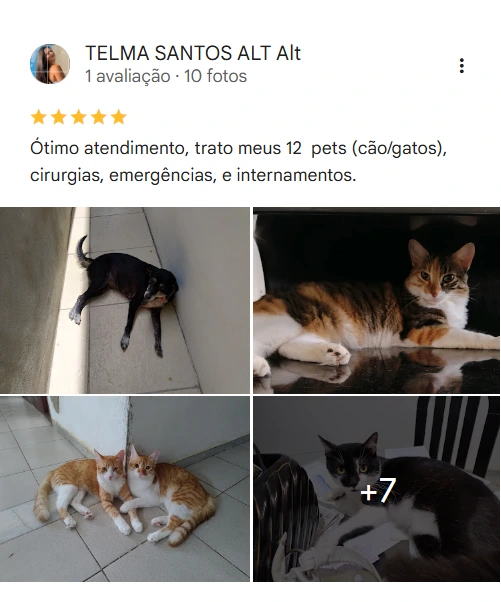 TELMA SANTOS ALT Alt
1 avaliação · 10 fotos
Ótimo atendimento, trato meus 12  pets (cão/gatos),
cirurgias, emergências, e internamentos.
+7